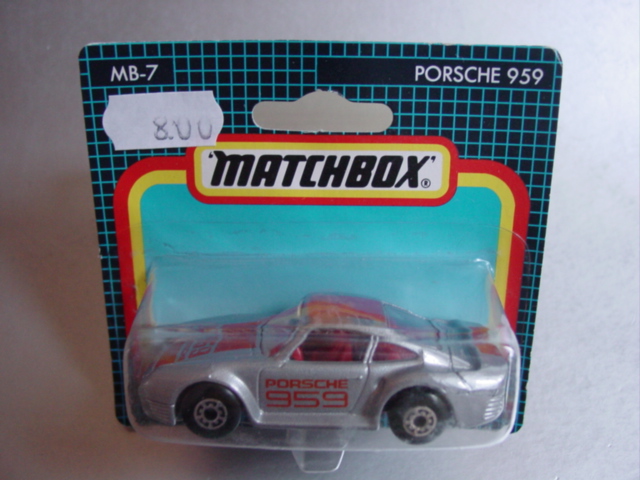 MB-7
PORSCHE 959
8.00
"MATCHBOX"®
PORSCHE
959